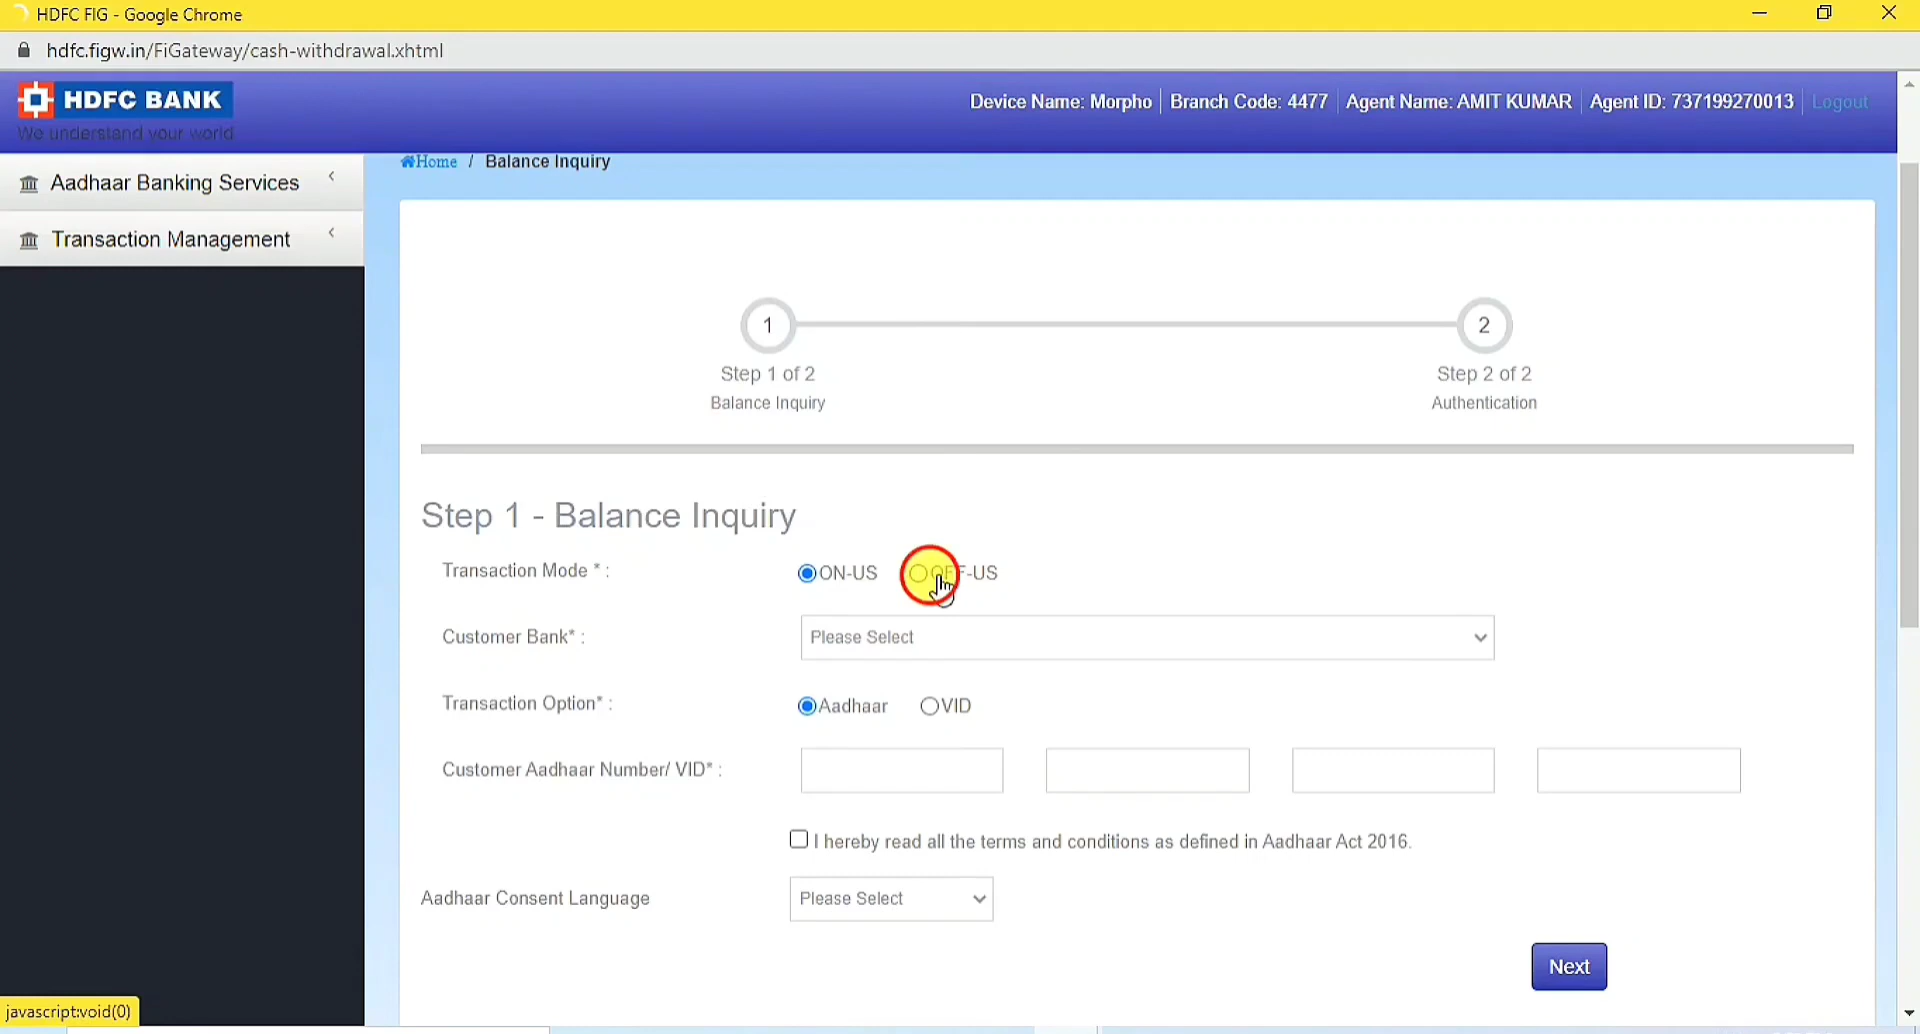 HDFC FIG - Google Chrome
hdfc.figw.in/FiGateway/cash-withdrawal.xhtml
HDFC BANK
We understand your world
Device Name: Morpho Branch Code: 4477 Agent Name: AMIT KUMAR Agent ID: 737199270013 Logout
Aadhaar Banking Services
Transaction Management
Home / Balance Inquiry
1
2
Step 1 of 2
Step 2 of 2
Balance Inquiry
Authentication
Step 1 - Balance Inquiry
Transaction Mode * : ON-US OFF-US
Customer Bank* : Please Select
Transaction Option* : Aadhaar VID
Customer Aadhaar Number/ VID* :
I hereby read all the terms and conditions as defined in Aadhaar Act 2016.
Aadhaar Consent Language Please Select
Next
javascript:void(0)